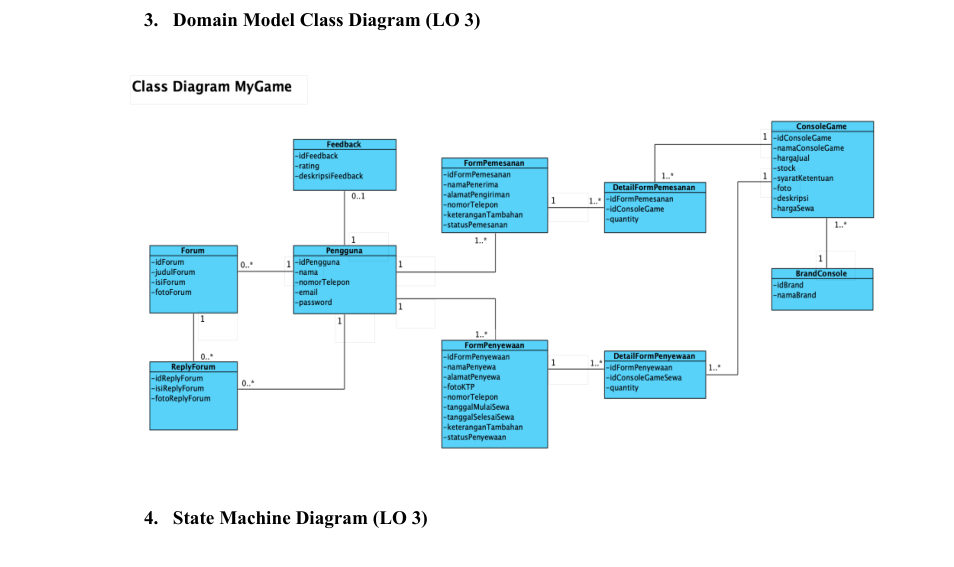 3. Domain Model Class Diagram (LO 3)
Class Diagram MyGame
Feedback
-idFeedback
-rating
-deskripsiFeedback
0..1
1
Forum
-idForum
-judulForum
-isiForum
-fotoForum
0..*
1
Pengguna
-idPengguna
-nama
-nomorTelepon
-email
-password
1
1
1
1
0..*
ReplyForum
-idReplyForum
-isiReplyForum
-fotoReplyForum
0..*
FormPemesanan
-idFormPemesanan
-namaPenerima
-alamatPengiriman
-nomorTelepon
-keteranganTambahan
-statusPemesanan
1..*
1
1..*
1..*
DetailFormPemesanan
-idFormPemesanan
-idConsoleGame
-quantity
1..*
FormPenyewaan
-idFormPenyewaan
-namaPenyewa
-alamatPenyewa
-fotoKTP
-nomorTelepon
-tanggalMulaiSewa
-tanggalSelesaiSewa
-keteranganTambahan
-statusPenyewaan
1
1..*
DetailFormPenyewaan
-idFormPenyewaan
-idConsoleGameSewa
-quantity
1..*
1
1
ConsoleGame
-idConsoleGame
-namaConsoleGame
-hargaJual
-stock
-syaratKetentuan
-foto
-deskripsi
-hargaSewa
1..*
1
BrandConsole
-idBrand
-namaBrand
4. State Machine Diagram (LO 3)